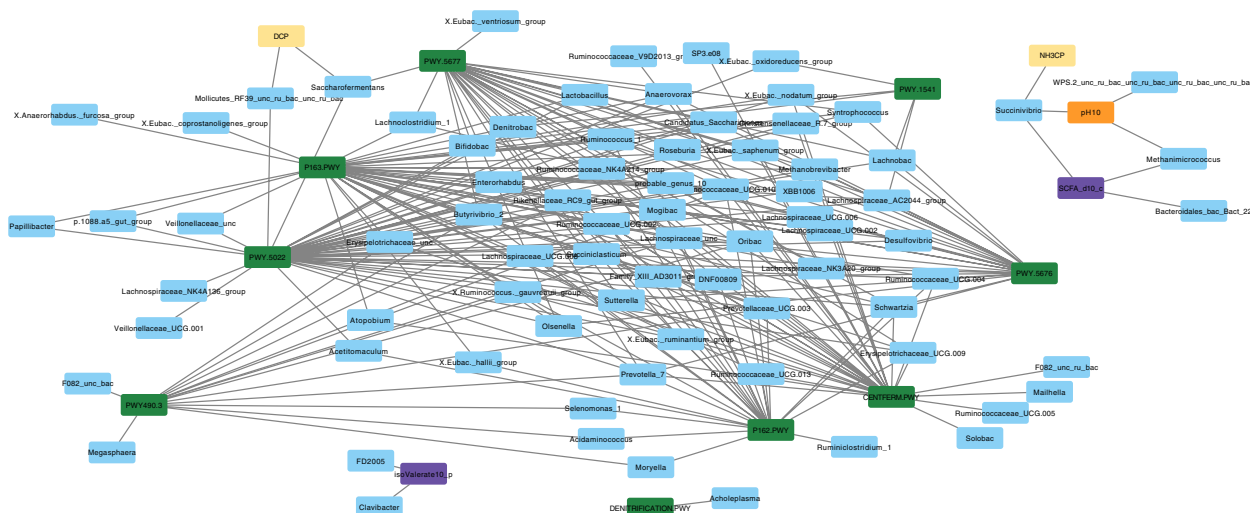 X.Eubac._ventriosum_group
DCP
NH3CP
PWY.5677
Ruminococcaceae_V9D2013_gr
SP3.e08
X.Eubac._oxidoreducens_group
WPS.2_unc_ru_bac_unc_ru_bac_unc_ru_bac_unc_ru_ba
Saccharofermentans
Mollicutes_RF39_unc_ru_bac_unc_ru_bac
Lactobacillus
Anaerovorax
X.Eubac._nodatum_group
PWY.1541
Succinivibrio
pH10
X.Anaerorhabdus._furcosa_group
X.Eubac._coprostanoligenes_group
Lachnoclostridium_1
Denitrobac
Candidatus_Saccharimonas
Syntrophococcus
Bifidobac
Ruminococcus_1
Roseburia
X.Eubac._saphenum_group
Lachnobac
Methanimicrococcus
P163.PWY
Ruminococcaceae_NK4A214_group
Methanobrevibacter
Enterorhabdus
probable_genus_10
XBB1006
SCFA_d10_c
Rikenellaceae_RC9_gut_group
Lachnospiraceae_AC2044_group
Butyrivibrio_2
Mogibac
Lachnospiraceae_UCG.006
Bacteroidales_bac_Bact_22
Papillibacter
p.1088.a5_gut_group
Veillonellaceae_unc
Ruminococcaceae_UCG.002
Lachnospiraceae_UCG.002
Erysipelotrichaceae_unc
Lachnospiraceae_unc
Oribac
Desulfovibrio
PWY.5022
Lachnospiraceae_UCG.008
Succiniclasticum
Lachnospiraceae_NK3A20_group
PWY.5676
Lachnospiraceae_NK4A136_group
Family_XIII_AD3011_gr
DNF00809
Ruminococcaceae_UCG.004
X.Ruminococcus._gauvreauii_group
Sutterella
Prevotellaceae_UCG.003
Schwartzia
Veillonellaceae_UCG.001
Atopobium
Olsenella
Acetitomaculum
X.Eubac._ruminantium_group
X.Eubac._hallii_group
Erysipelotrichaceae_UCG.009
F082_unc_bac
Prevotella_7
Ruminococcaceae_UCG.013
F082_unc_ru_bac
PWY490.3
CENTFERM.PWY
Mailhella
Selenomonas_1
Ruminococcaceae_UCG.005
P162.PWY
Acidaminococcus
Solobac
Megasphaera
Ruminiclostridium_1
FD2005
isoValerate10_p
Moryella
Clavibacter
DENITRIFICATION.PWY
Acholeplasma